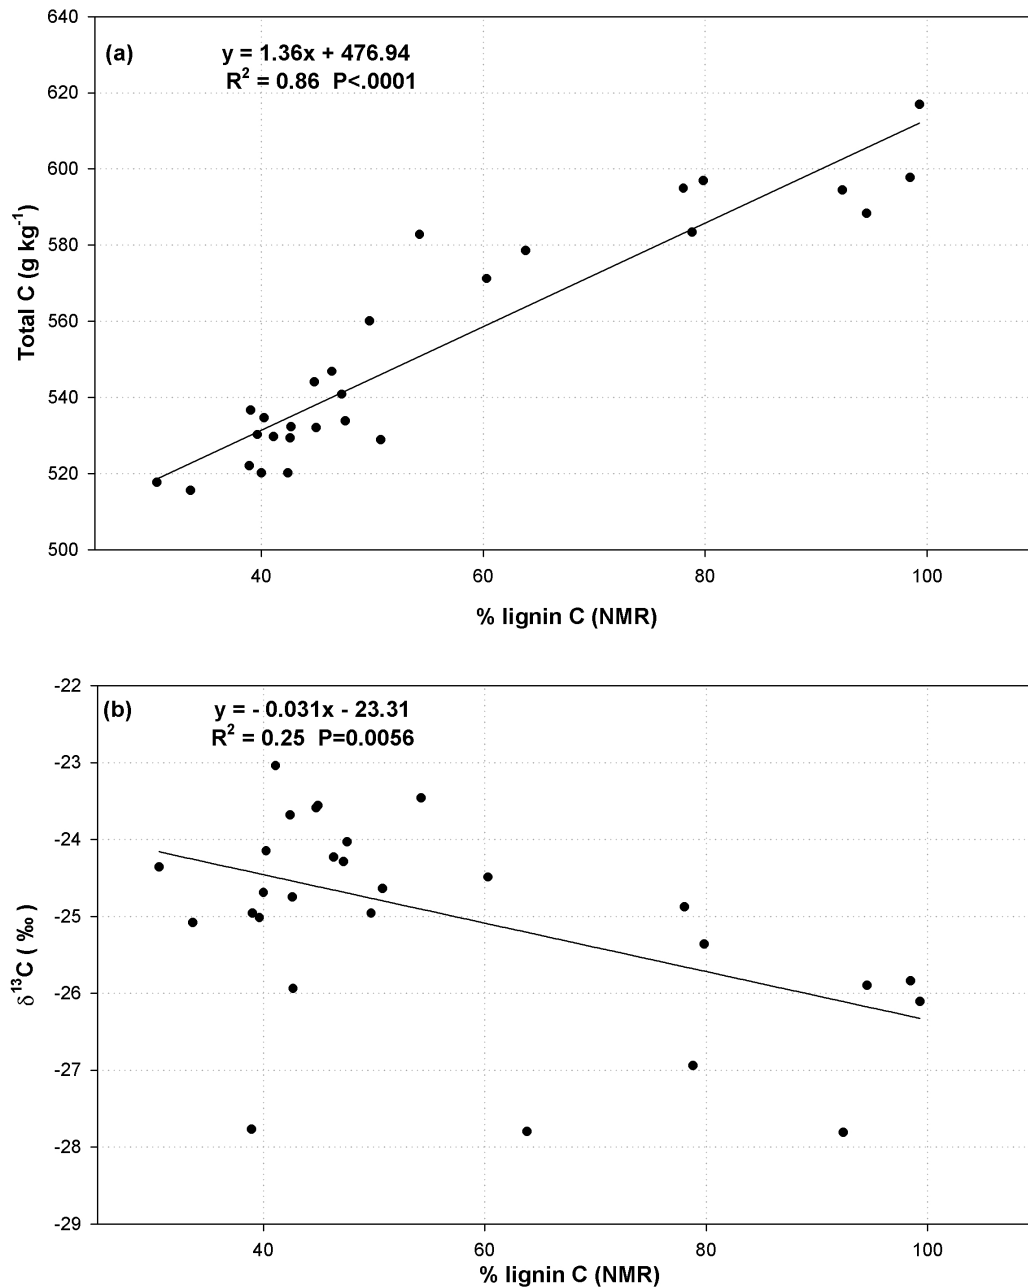 640
(a)
y = 1.36x + 476.94
R² = 0.86 P<.0001
620
600
580
560
540
520
500
Total C (g kg⁻¹)
40 60 80 100
% lignin C (NMR)
-22
(b)
y = - 0.031x - 23.31
R² = 0.25 P=0.0056
-23
-24
-25
-26
-27
-28
-29
δ¹³C ( ‰)
40 60 80 100
% lignin C (NMR)